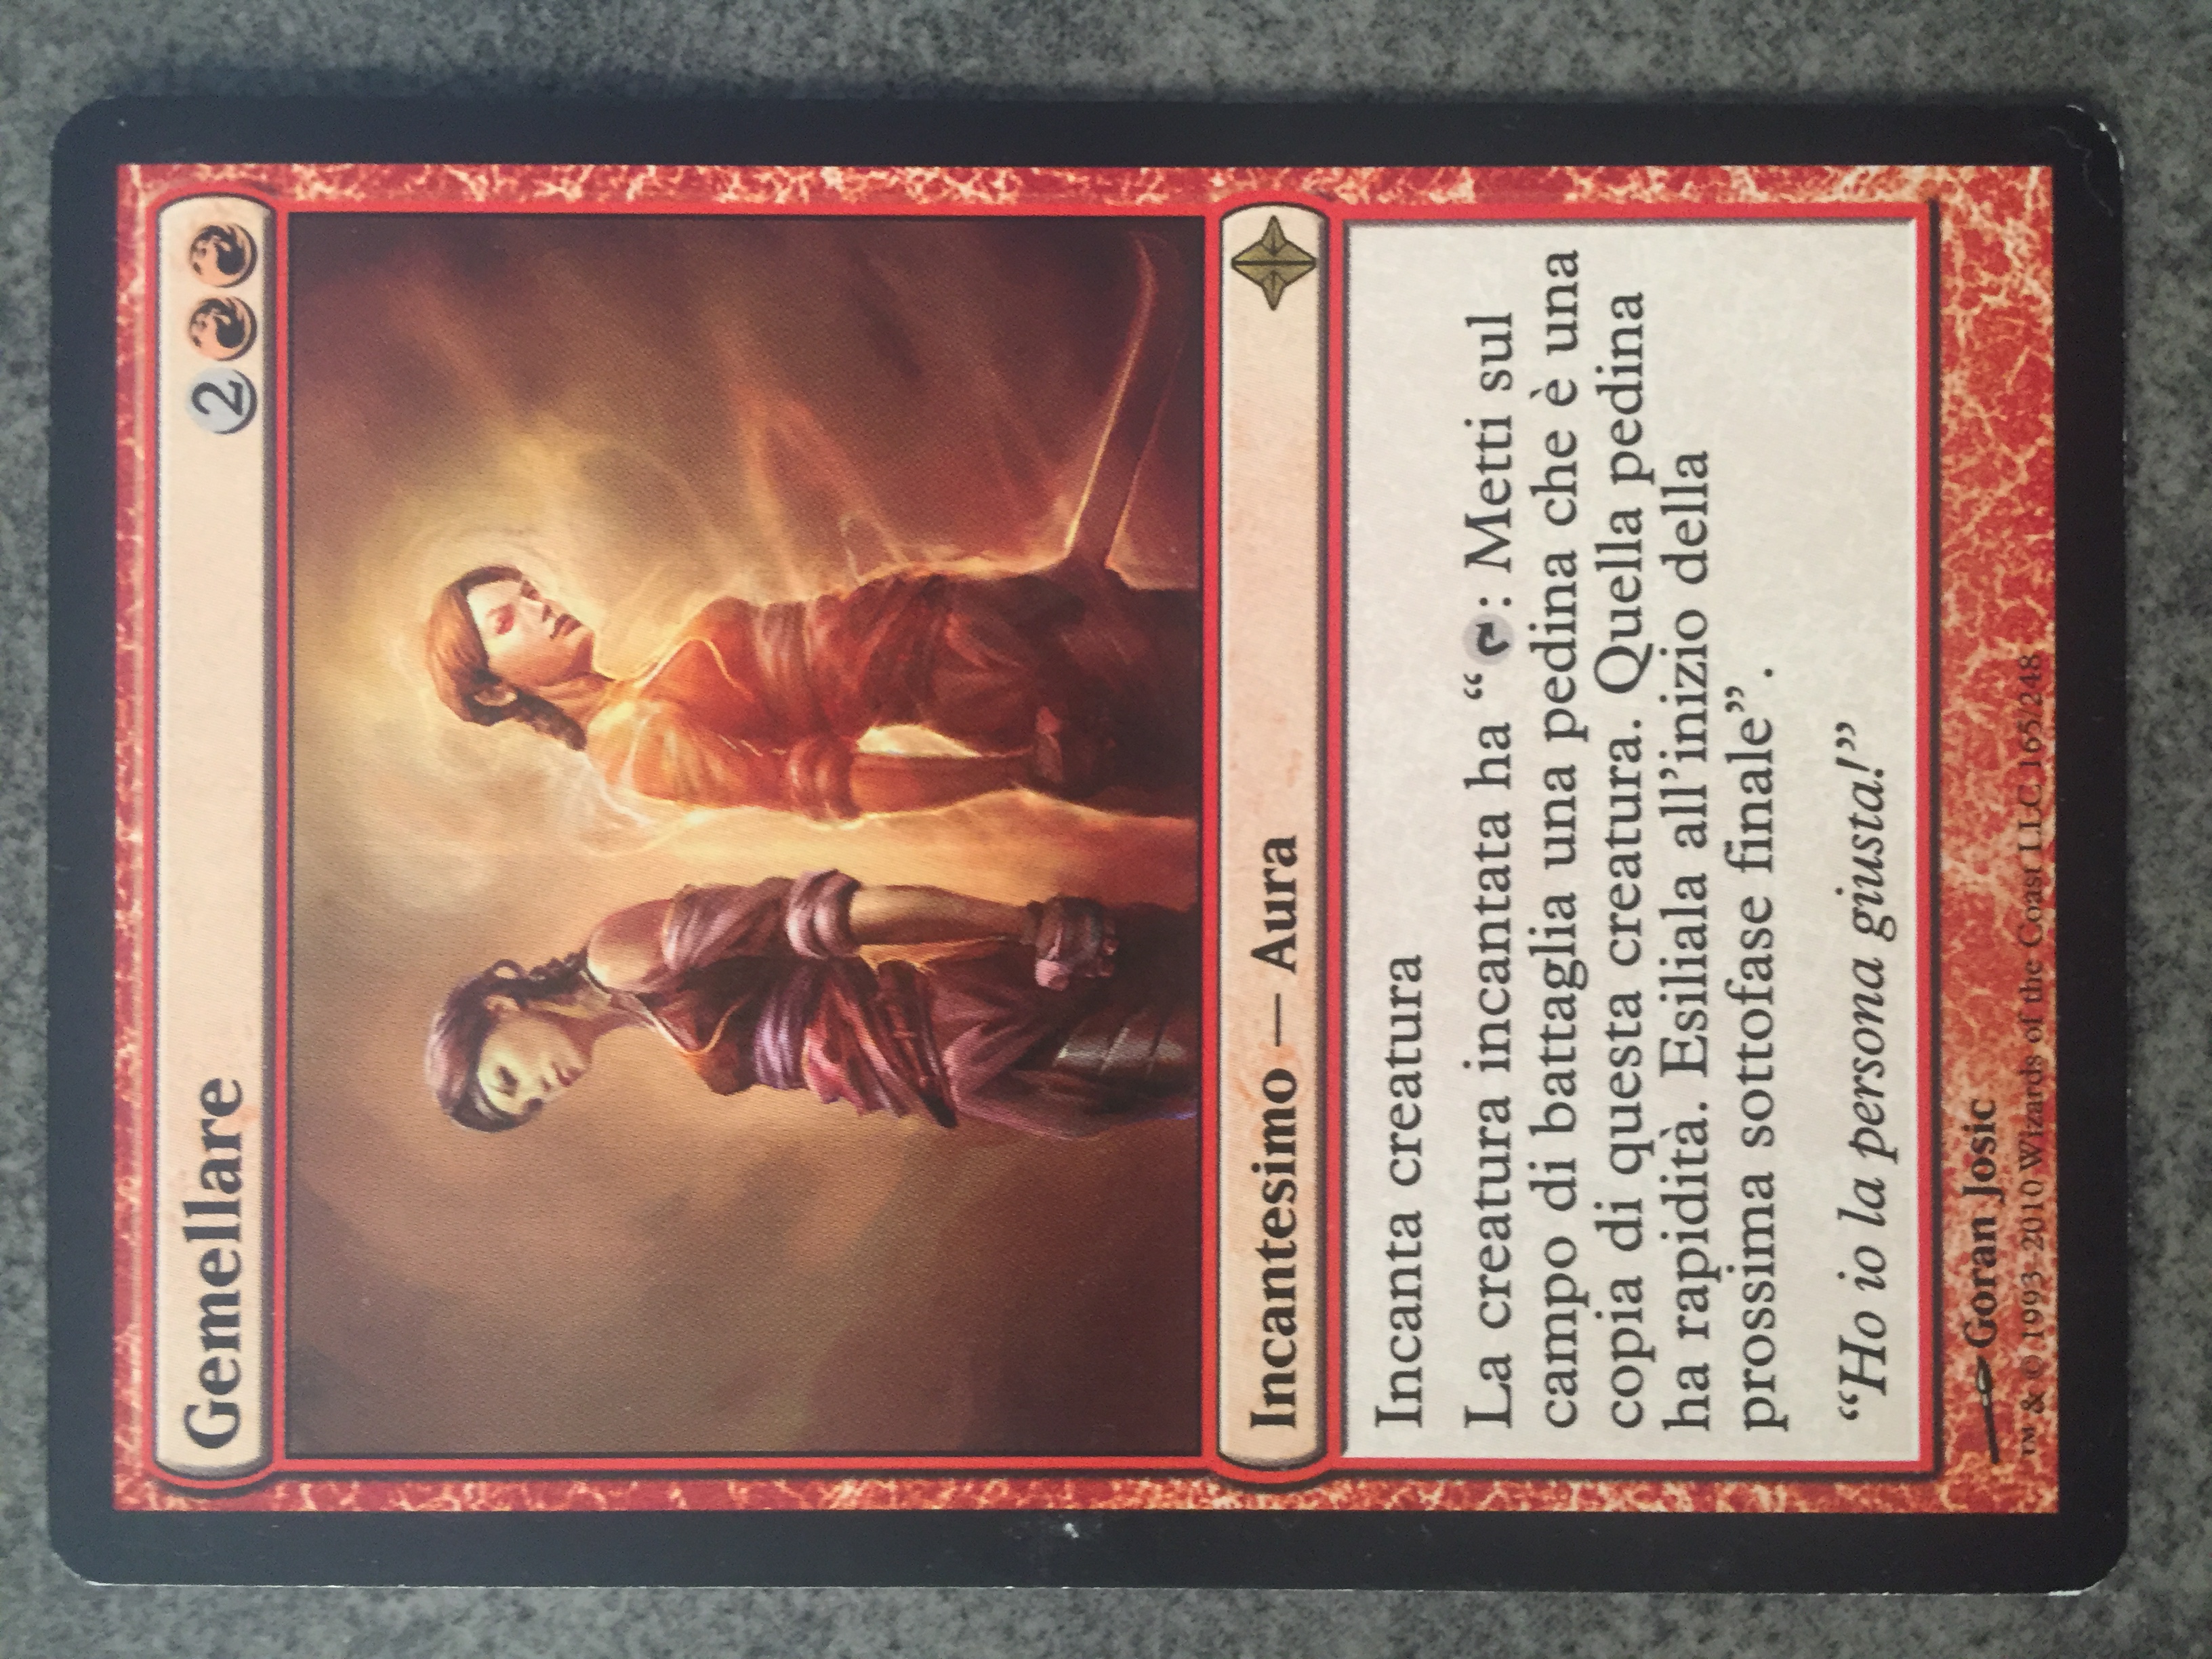 Gemellare 2
Incantesimo — Aura
Incanta creatura
La creatura incantata ha “ : Metti sul
campo di battaglia una pedina che è una
copia di questa creatura. Quella pedina
ha rapidità. Esiliala all’inizio della
prossima sottofase finale”.
“Ho io la persona giusta!”
Goran Josic
™ & © 1993–2010 Wizards of the Coast LLC 165/248